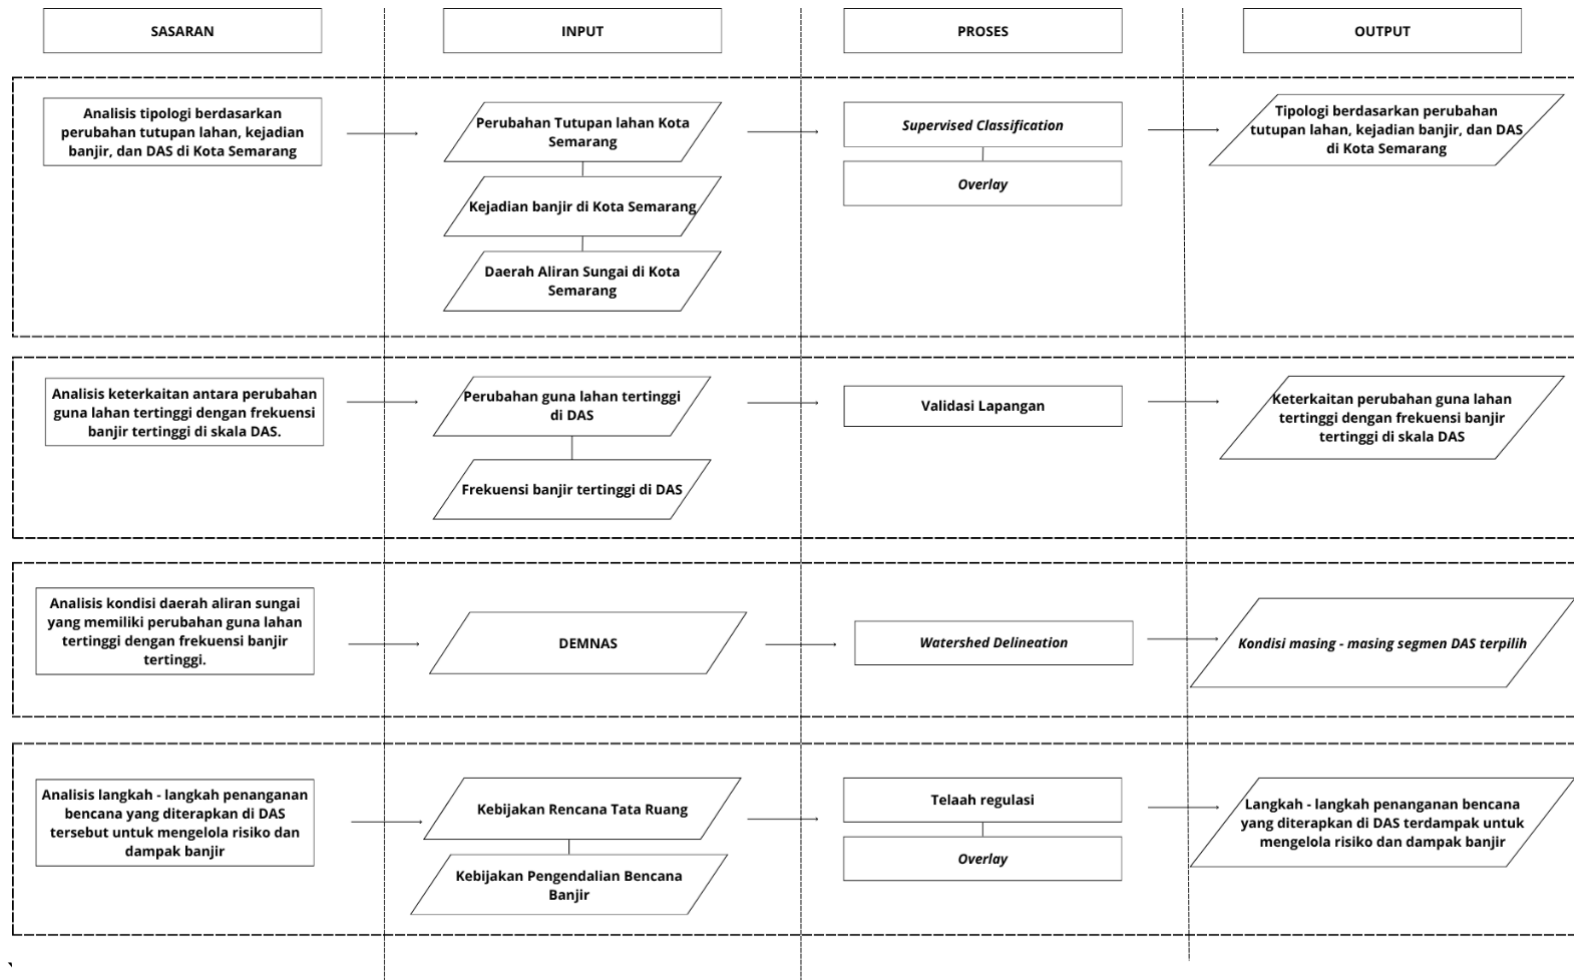 SASARAN
INPUT
PROSES
OUTPUT
Analisis tipologi berdasarkan
perubahan tutupan lahan, kejadian
banjir, dan DAS di Kota Semarang
Perubahan Tutupan lahan Kota
Semarang
Kejadian banjir di Kota Semarang
Daerah Aliran Sungai di Kota
Semarang
Supervised Classification
Overlay
Tipologi berdasarkan perubahan
tutupan lahan, kejadian banjir, dan DAS
di Kota Semarang
Analisis keterkaitan antara perubahan
guna lahan tertinggi dengan frekuensi
banjir tertinggi di skala DAS.
Perubahan guna lahan tertinggi
di DAS
Frekuensi banjir tertinggi di DAS
Validasi Lapangan
Keterkaitan perubahan guna lahan
tertinggi dengan frekuensi banjir
tertinggi di skala DAS
Analisis kondisi daerah aliran sungai
yang memiliki perubahan guna lahan
tertinggi dengan frekuensi banjir
tertinggi.
DEMNAS
Watershed Delineation
Kondisi masing - masing segmen DAS terpilih
Analisis langkah - langkah penanganan
bencana yang diterapkan di DAS
tersebut untuk mengelola risiko dan
dampak banjir
Kebijakan Rencana Tata Ruang
Kebijakan Pengendalian Bencana
Banjir
Telaah regulasi
Overlay
Langkah - langkah penanganan bencana
yang diterapkan di DAS terdampak untuk
mengelola risiko dan dampak banjir